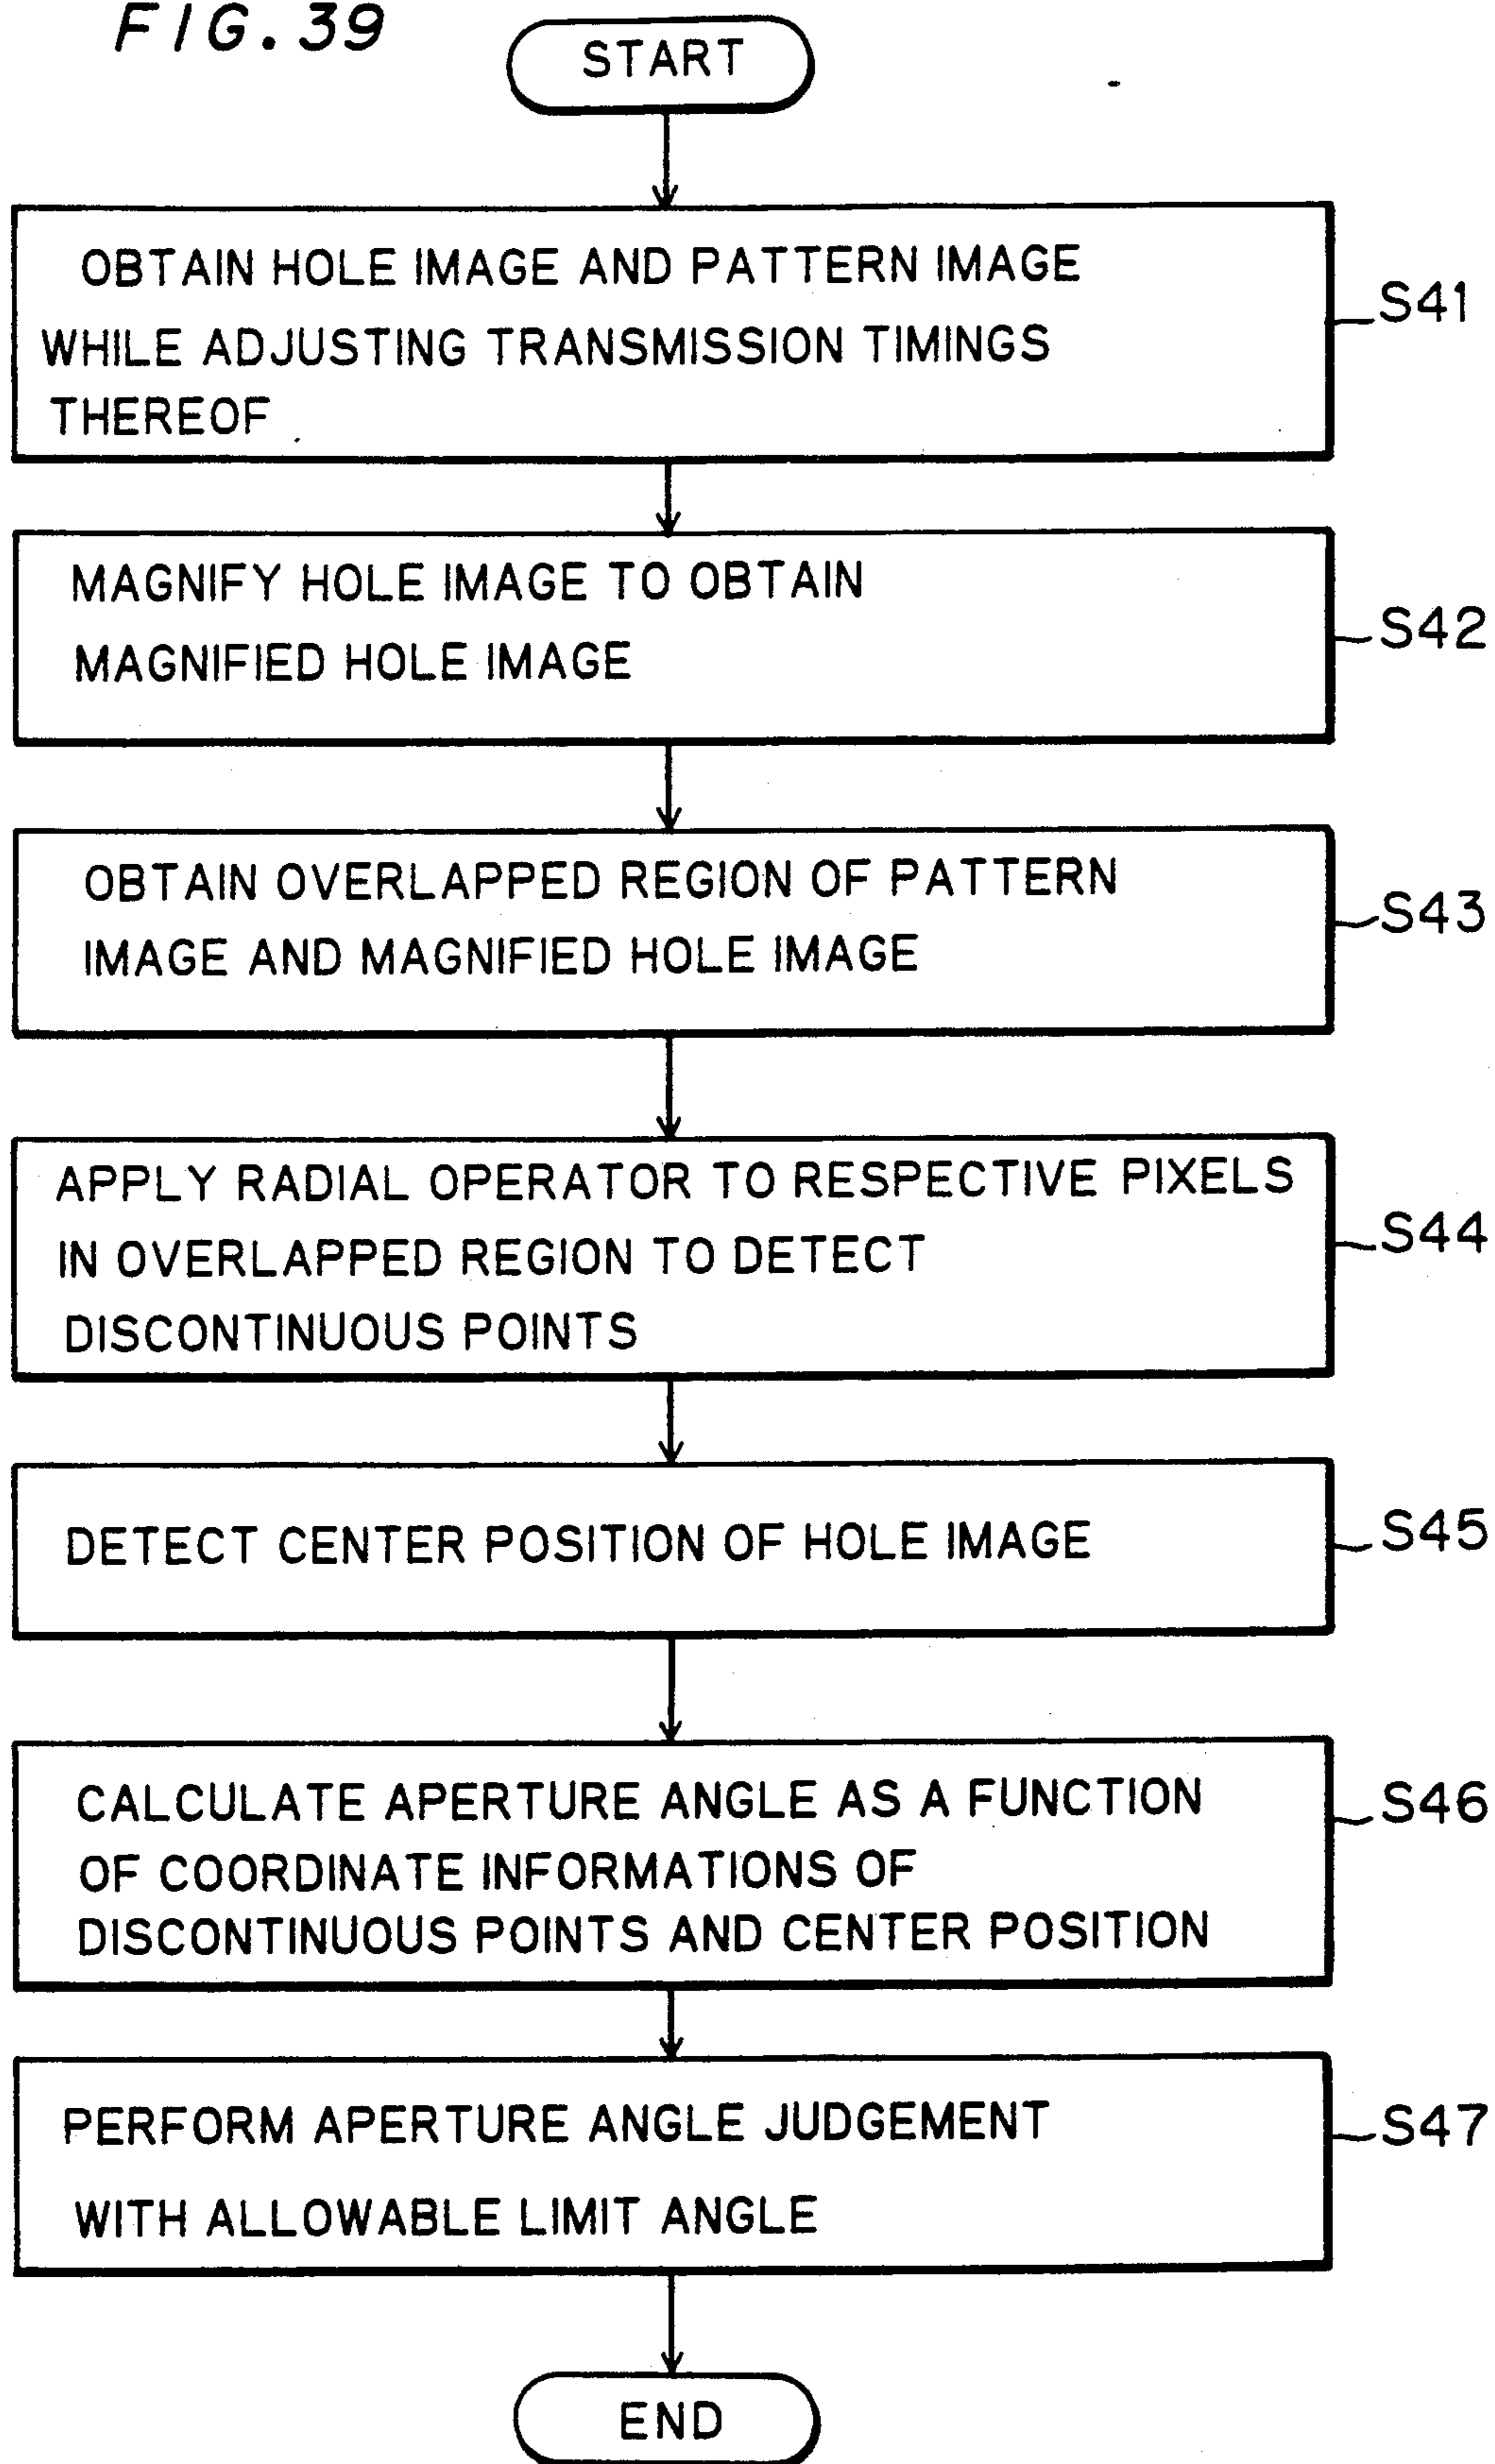 FIG. 39
START
OBTAIN HOLE IMAGE AND PATTERN IMAGE
WHILE ADJUSTING TRANSMISSION TIMINGS
THEREOF
S41
MAGNIFY HOLE IMAGE TO OBTAIN
MAGNIFIED HOLE IMAGE
S42
OBTAIN OVERLAPPED REGION OF PATTERN
IMAGE AND MAGNIFIED HOLE IMAGE
S43
APPLY RADIAL OPERATOR TO RESPECTIVE PIXELS
IN OVERLAPPED REGION TO DETECT
DISCONTINUOUS POINTS
S44
DETECT CENTER POSITION OF HOLE IMAGE
S45
CALCULATE APERTURE ANGLE AS A FUNCTION
OF COORDINATE INFORMATIONS OF
DISCONTINUOUS POINTS AND CENTER POSITION
S46
PERFORM APERTURE ANGLE JUDGEMENT
WITH ALLOWABLE LIMIT ANGLE
S47
END